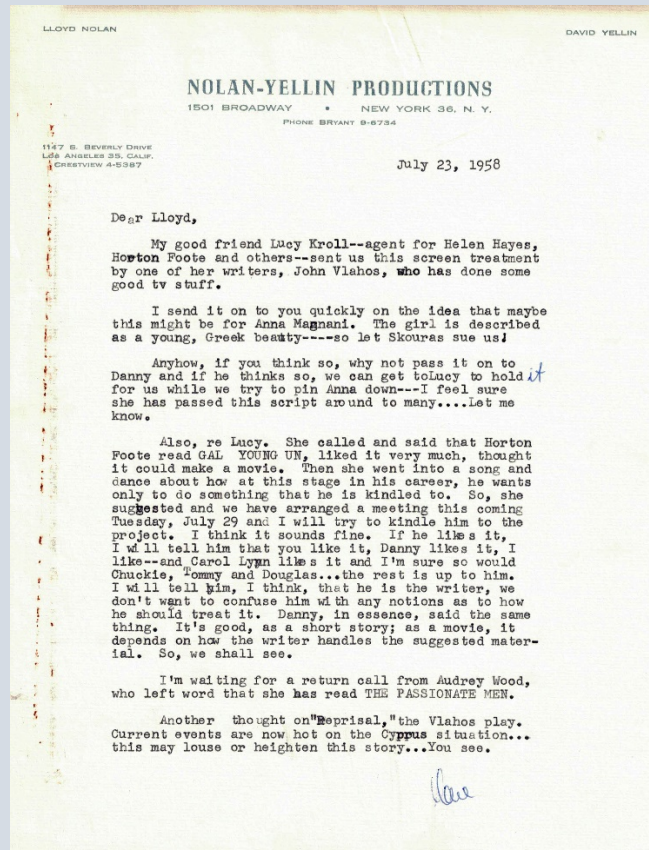 LLOYD NOLAN
DAVID YELLIN
NOLAN-YELLIN PRODUCTIONS
1501 BROADWAY • NEW YORK 36, N. Y.
PHONE BRYANT 9-6734
1147 S. BEVERLY DRIVE
LOS ANGELES 35, CALIF.
CRESTVIEW 4-5387
July 23, 1958
Dear Lloyd,
My good friend Lucy Kroll--agent for Helen Hayes,
Horton Foote and others--sent us this screen treatment
by one of her writers, John Vlahos, who has done some
good tv stuff.
I send it on to you quickly on the idea that maybe
this might be for Anna Magnani. The girl is described
as a young, Greek beauty----so let Skouras sue us!
Anyhow, if you think so, why not pass it on to
Danny and if he thinks so, we can get toLucy to hold it
for us while we try to pin Anna down---I feel sure
she has passed this script around to many....Let me
know.
Also, re Lucy. She called and said that Horton
Foote read GAL YOUNG UN, liked it very much, thought
it could make a movie. Then she went into a song and
dance about how at this stage in his career, he wants
only to do something that he is kindled to. So, she
suggested and we have arranged a meeting this coming
Tuesday, July 29 and I will try to kindle him to the
project. I think it sounds fine. If he likes it,
I will tell him that you like it, Danny likes it, I
like--and Carol Lynn likes it and I'm sure so would
Chuckie, Tommy and Douglas...the rest is up to him.
I will tell him, I think, that he is the writer, we
don't want to confuse him with any notions as to how
he should treat it. Danny, in essence, said the same
thing. It's good, as a short story; as a movie, it
depends on how the writer handles the suggested mater-
ial. So, we shall see.
I'm waiting for a return call from Audrey Wood,
who left word that she has read THE PASSIONATE MEN.
Another thought on"Reprisal,"the Vlahos play.
Current events are now hot on the Cyprus situation...
this may louse or heighten this story...You see.
Dave